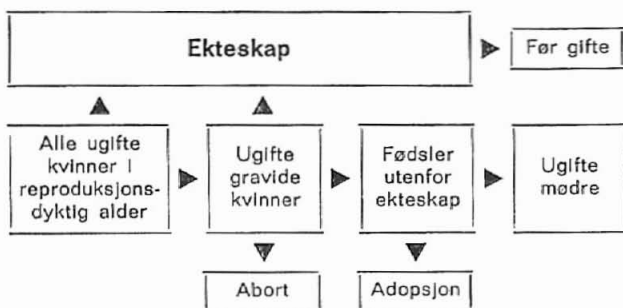 Ekteskap
Før gifte
Alle ugifte
kvinner i
reproduksjons-
dyktig alder
Ugifte
gravide
kvinner
Fødsler
utenfor
ekteskap
Ugifte
mødre
Abort
Adopsjon